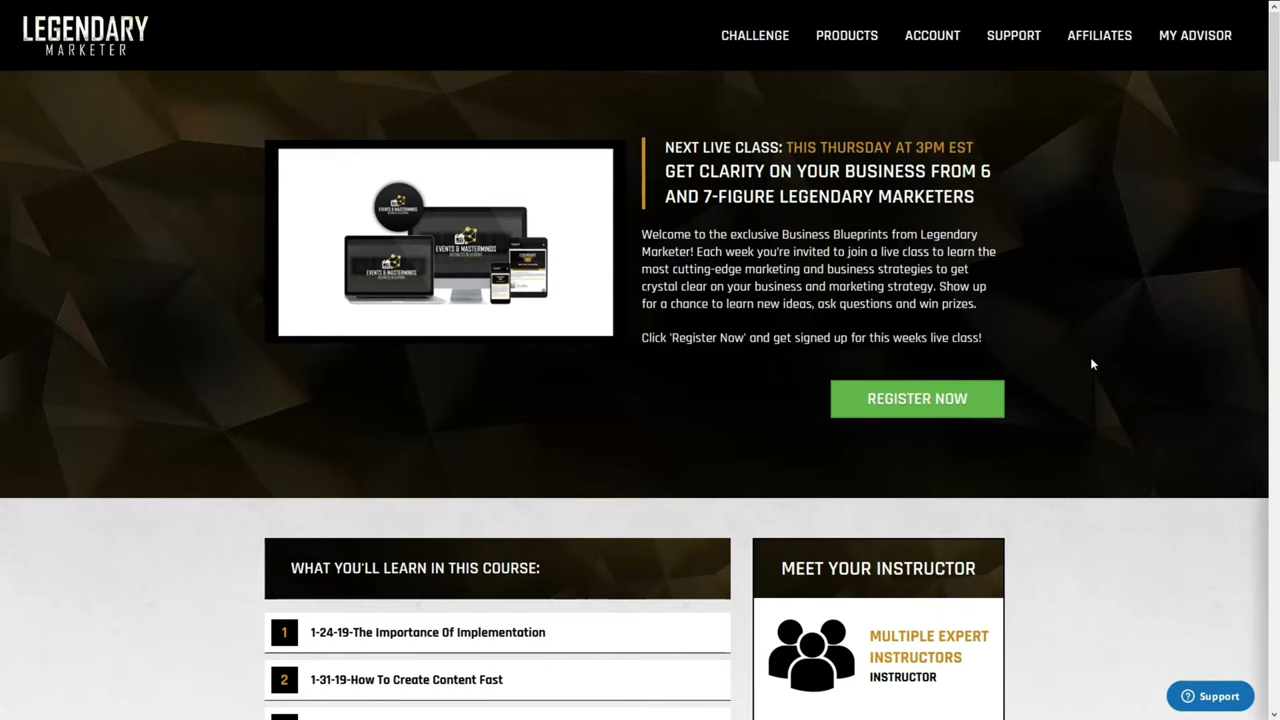 LEGENDARY
MARKETER
CHALLENGE PRODUCTS ACCOUNT SUPPORT AFFILIATES MY ADVISOR
EVENTS & MASTERMINDS
EVENTS & MASTERMINDS
EVENTS & MASTERMINDS
NEXT LIVE CLASS: THIS THURSDAY AT 3PM EST
GET CLARITY ON YOUR BUSINESS FROM 6
AND 7-FIGURE LEGENDARY MARKETERS
Welcome to the exclusive Business Blueprints from Legendary
Marketer! Each week you're invited to join a live class to learn the
most cutting-edge marketing and business strategies to get
crystal clear on your business and marketing strategy. Show up
for a chance to learn new ideas, ask questions and win prizes.
Click 'Register Now' and get signed up for this weeks live class!
REGISTER NOW
WHAT YOU'LL LEARN IN THIS COURSE:
1 1-24-19-The Importance Of Implementation
2 1-31-19-How To Create Content Fast
MEET YOUR INSTRUCTOR
MULTIPLE EXPERT
INSTRUCTORS
INSTRUCTOR
Support